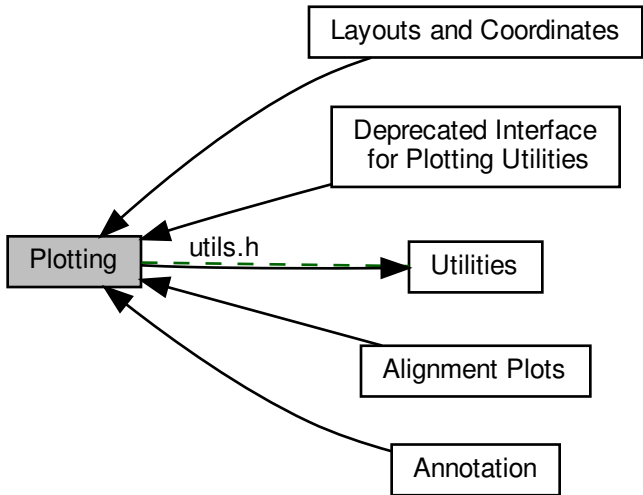 Layouts and Coordinates
Deprecated Interface
for Plotting Utilities
Plotting
utils.h
Utilities
Alignment Plots
Annotation